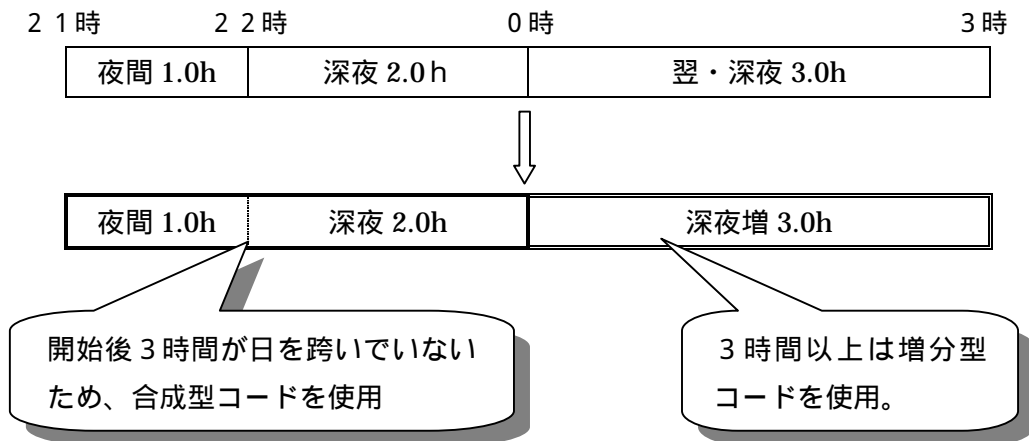 21時 22時 0時 3時
夜間 1.0h 深夜 2.0h 翌・深夜 3.0h
夜間 1.0h 深夜 2.0h 深夜増 3.0h
開始後3時間が日を跨いでいない
ため、合成型コードを使用
3時間以上は増分型
コードを使用。